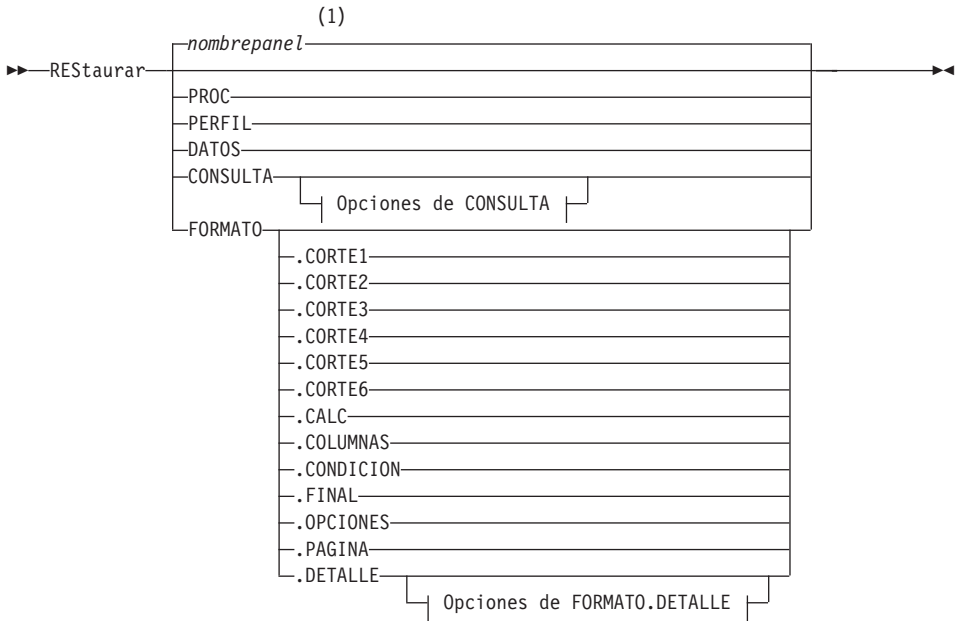 (1)
nombrepanel
REStaurar
PROC
PERFIL
DATOS
CONSULTA
Opciones de CONSULTA
FORMATO
.CORTE1
.CORTE2
.CORTE3
.CORTE4
.CORTE5
.CORTE6
.CALC
.COLUMNAS
.CONDICION
.FINAL
.OPCIONES
.PAGINA
.DETALLE
Opciones de FORMATO.DETALLE